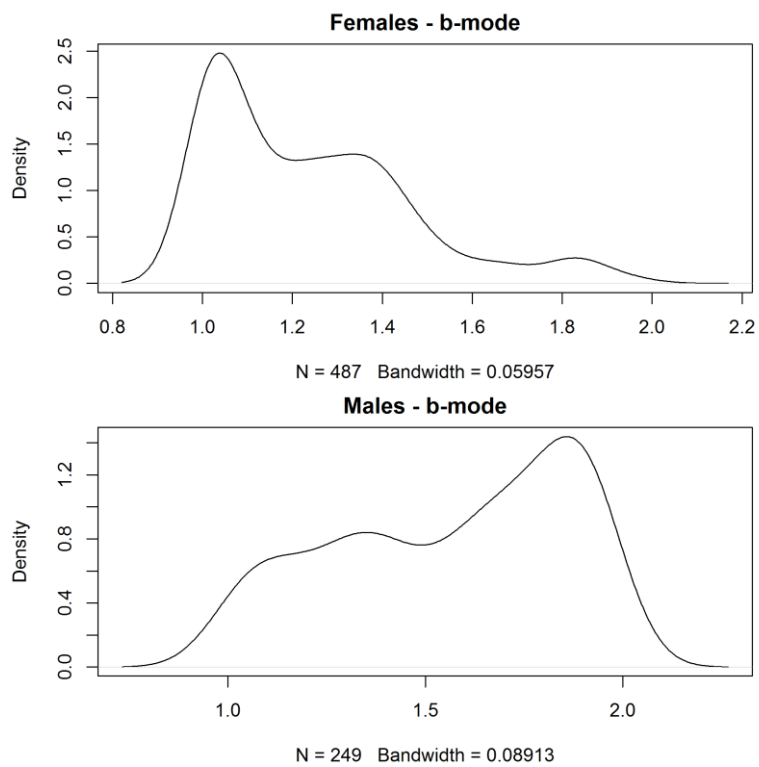 Females - b-mode
Density
0.0 0.5 1.0 1.5 2.0 2.5
0.8 1.0 1.2 1.4 1.6 1.8 2.0 2.2
N = 487 Bandwidth = 0.05957
Males - b-mode
Density
0.0 0.4 0.8 1.2
1.0 1.5 2.0
N = 249 Bandwidth = 0.08913